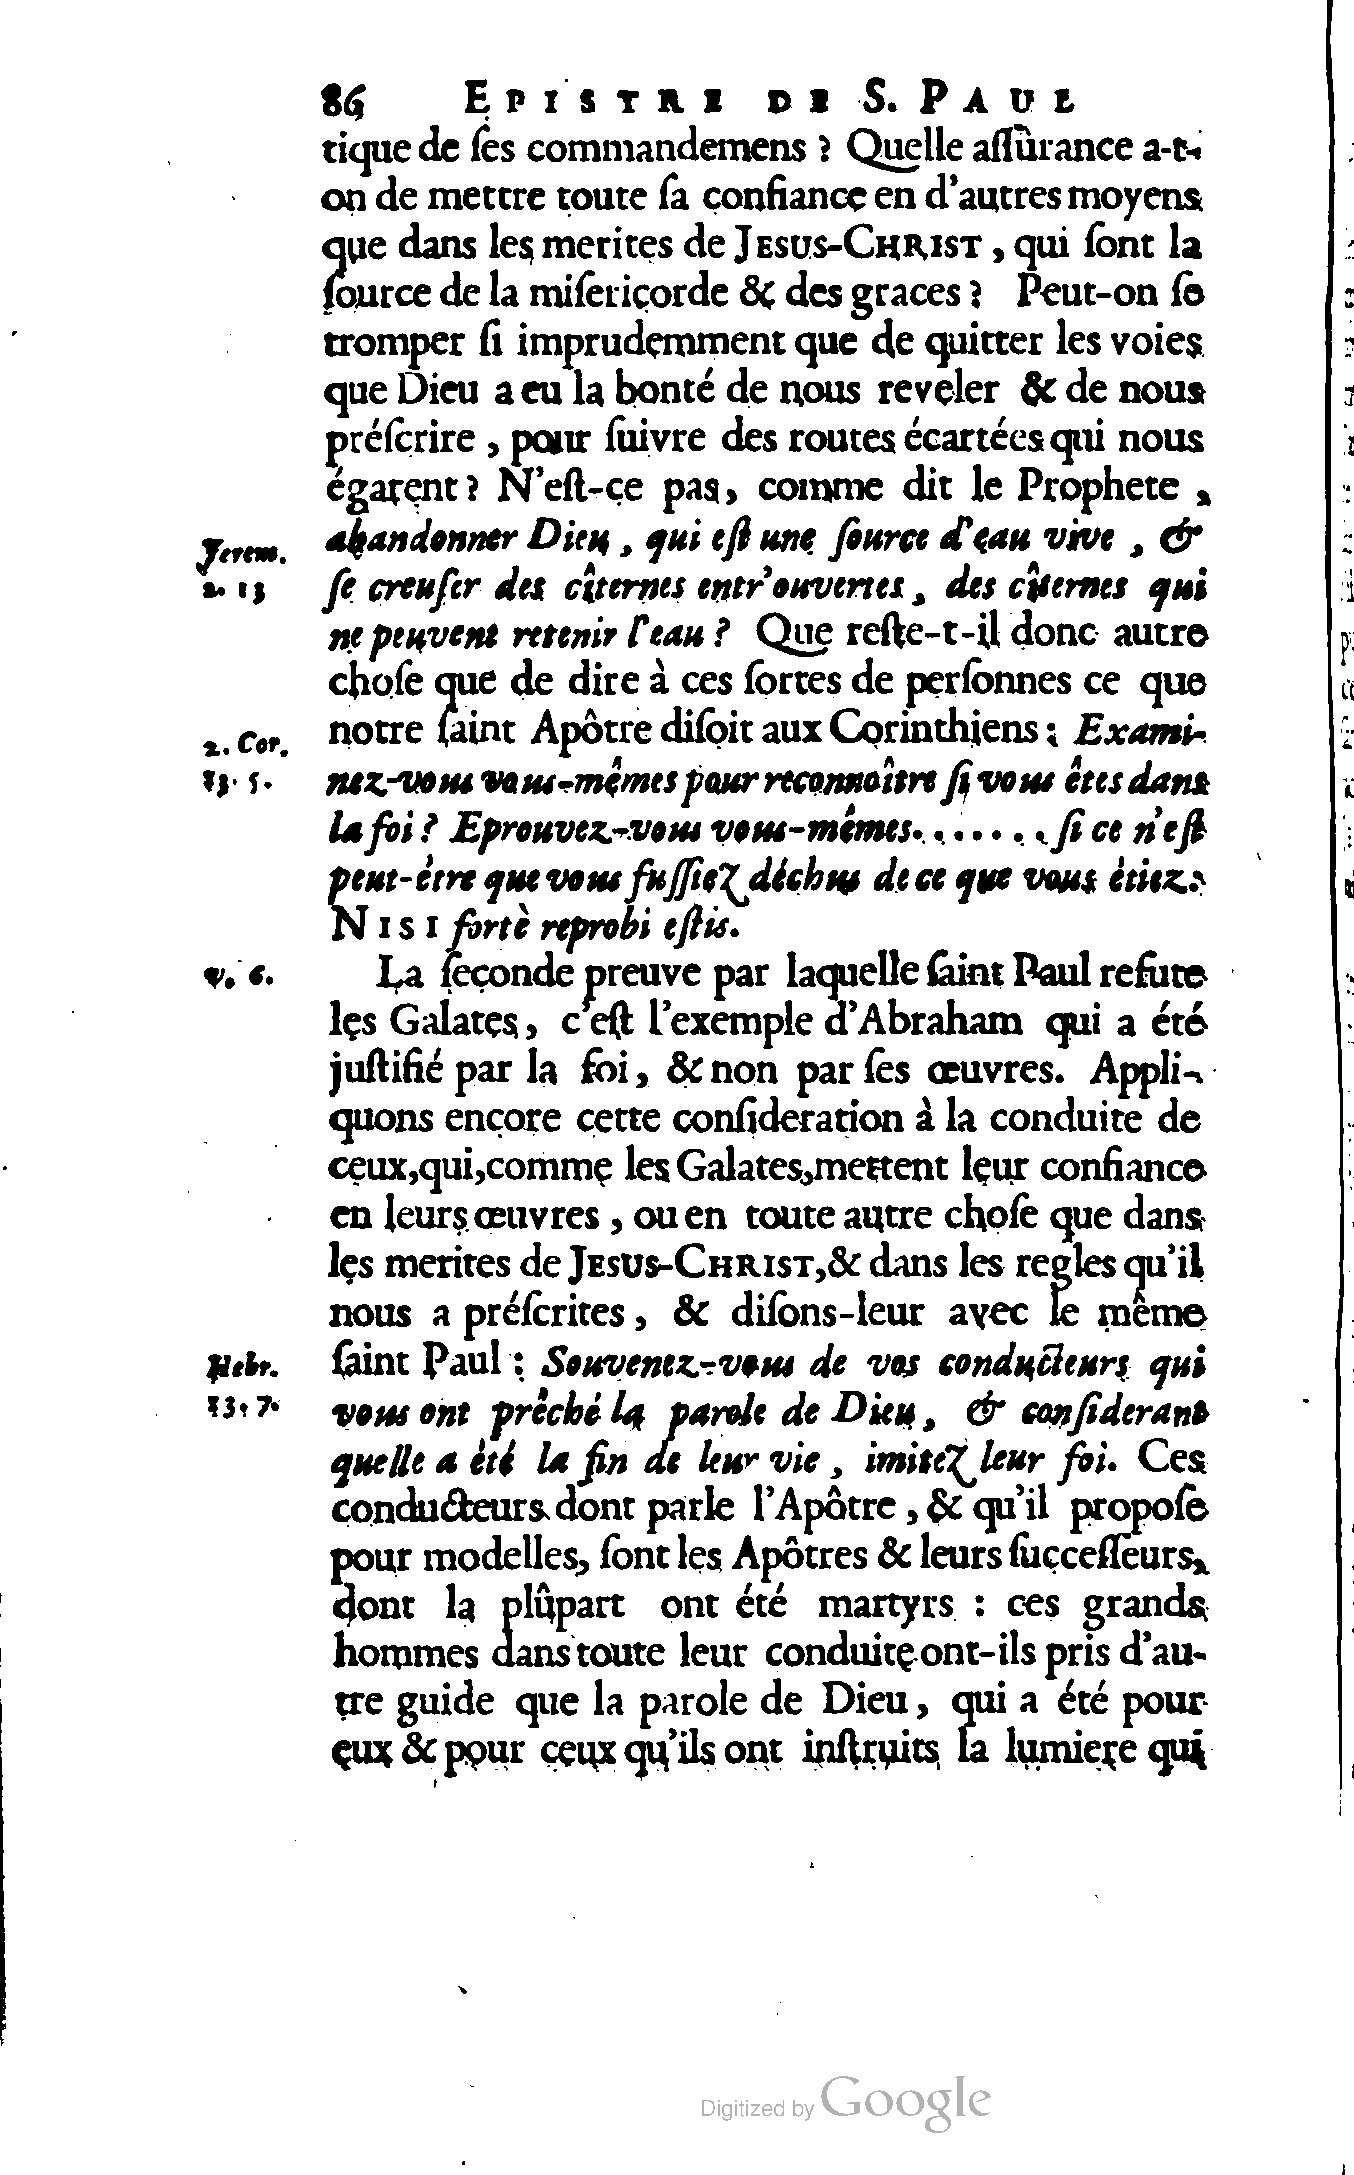 86 EPISTRE DE S. PAUL
tique de ſes commandemens ? Quelle aſſûrance a-t-
on de mettre toute ſa confiance en d'autres moyens
que dans les merites de JESUS-CHRIST, qui ſont la
ſource de la miſericorde & des graces ? Peut-on ſe
tromper ſi imprudemment que de quitter les voies
que Dieu a eu la bonté de nous reveler & de nous
préſcrire, pour ſuivre des routes écartées qui nous
égarent ? N'eſt-ce pas, comme dit le Prophete,
Jerem.
abandonner Dieu, qui eſt une ſource d'eau vive, &
2. 13
ſe creuſer des cîternes entr'ouvertes, des cîternes qui
ne peuvent retenir l'eau ? Que reſte-t-il donc autre
choſe que de dire à ces ſortes de perſonnes ce que
notre ſaint Apôtre diſoit aux Corinthiens ; Exami-
2. Cor.
13. 5.
nez-vous vous-mêmes pour reconnoître ſi vous êtes dans
la foi ? Eprouvez-vous vous-mêmes. . . . . . . ſi ce n'eſt
peut-être que vous fuſſiez déchus de ce que vous étiez :
NISI fortè reprobi eſtis.
v. 6.
La ſeconde preuve par laquelle ſaint Paul refute
les Galates, c'eſt l'exemple d'Abraham qui a été
juſtifié par la foi, & non par ſes œuvres. Appli-
quons encore cette conſideration à la conduite de
ceux,qui,comme les Galates,mettent leur confiance
en leurs œuvres, ou en toute autre choſe que dans
les merites de JESUS-CHRIST,& dans les regles qu'il
nous a préſcrites, & diſons-leur avec le même
Hebr.
ſaint Paul : Souvenez-vous de vos conducteurs qui
13. 7.
vous ont prêché la parole de Dieu, & conſiderant
quelle a été la fin de leur vie, imitez leur foi. Ces
conducteurs dont parle l'Apôtre, & qu'il propoſe
pour modelles, ſont les Apôtres & leurs ſucceſſeurs,
dont la plûpart ont été martyrs : ces grands
hommes dans toute leur conduite ont-ils pris d'au-
tre guide que la parole de Dieu, qui a été pour
eux & pour ceux qu'ils ont inſtruits la lumiere qui
Digitized by Google